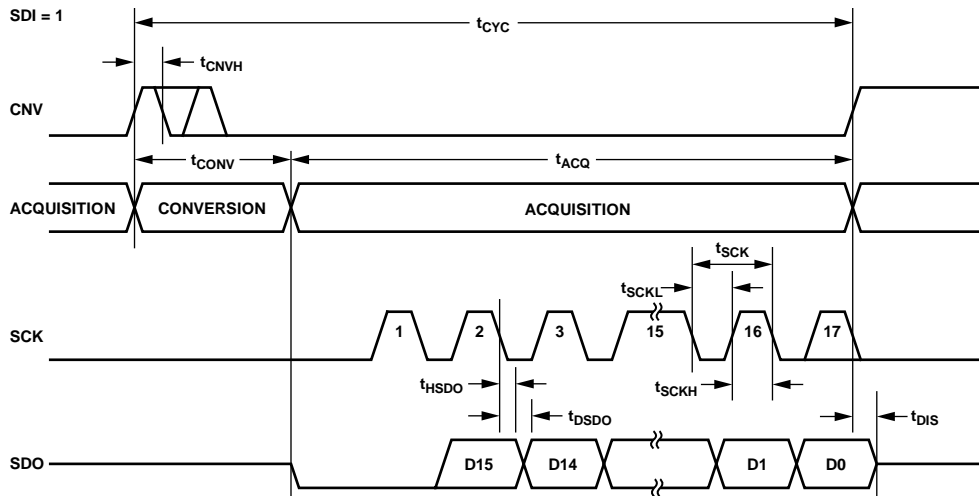 SDI = 1
tCYC
tCNVH
CNV
tCONV
tACQ
ACQUISITION
CONVERSION
ACQUISITION
tSCK
tSCKL
SCK
1
2
3
15
16
17
tHSDO
tSCKH
tDSDO
tDIS
SDO
D15
D14
D1
D0